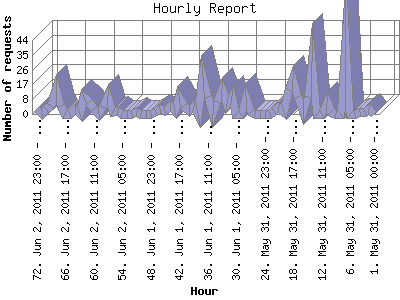 Hourly Report
Number of requests
44
35
26
17
8
0
72. Jun 2, 2011 23:00 - ...
66. Jun 2, 2011 17:00 - ...
60. Jun 2, 2011 11:00 - ...
54. Jun 2, 2011 05:00 - ...
48. Jun 1, 2011 23:00 - ...
42. Jun 1, 2011 17:00 - ...
36. Jun 1, 2011 11:00 - ...
30. Jun 1, 2011 05:00 - ...
24. May 31, 2011 23:00 - ...
18. May 31, 2011 17:00 - ...
12. May 31, 2011 11:00 - ...
6. May 31, 2011 05:00 - ...
1. May 31, 2011 00:00 - ...
Hour